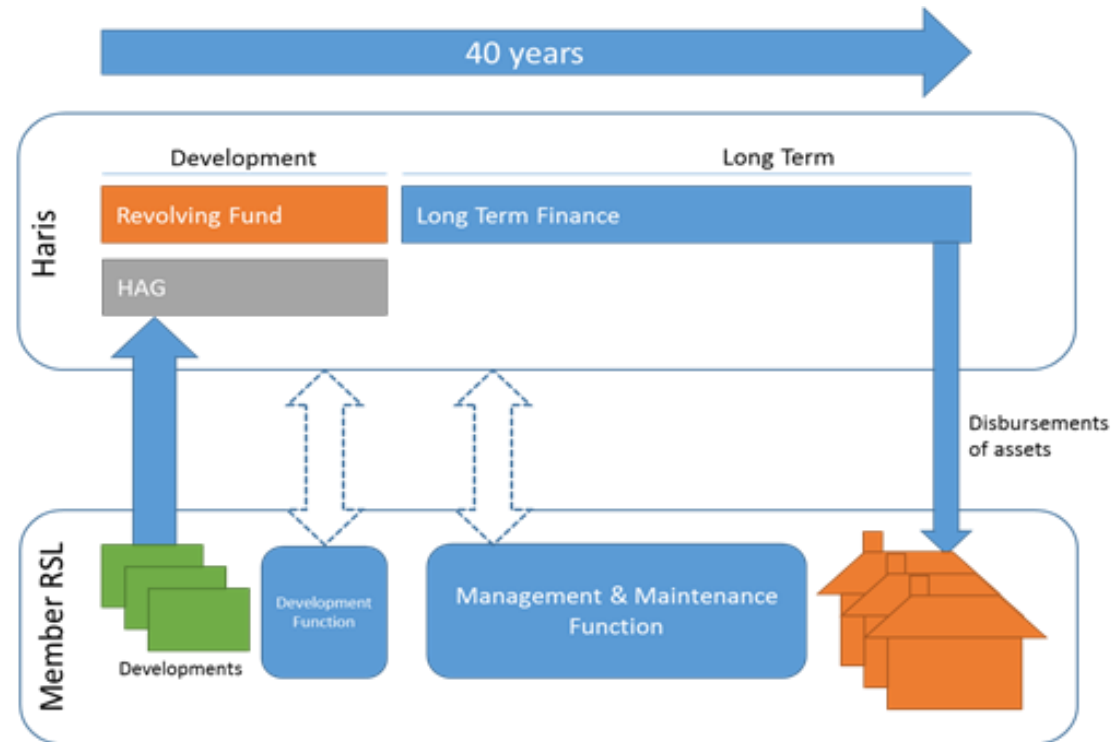 40 years
Haris
Development
Long Term
Revolving Fund
Long Term Finance
HAG
Disbursements
of assets
Member RSL
Developments
Development
Function
Management & Maintenance
Function